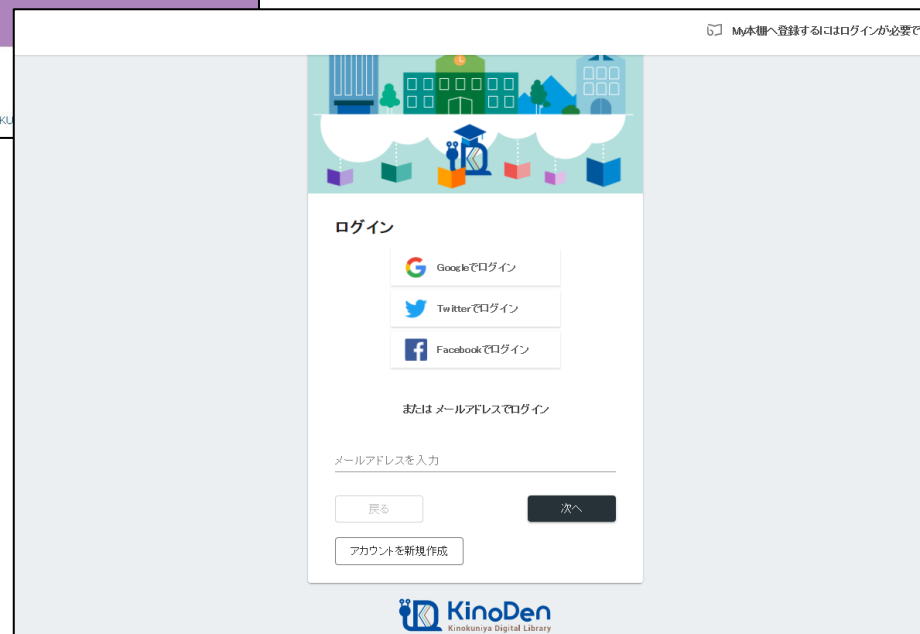 My本棚へ登録するにはログインが必要で
KU
ログイン
Googleでログイン
Twitterでログイン
Facebookでログイン
または メールアドレスでログイン
メールアドレスを入力
戻る
次へ
アカウントを新規作成
KinoDen
Kinokuniya Digital Library